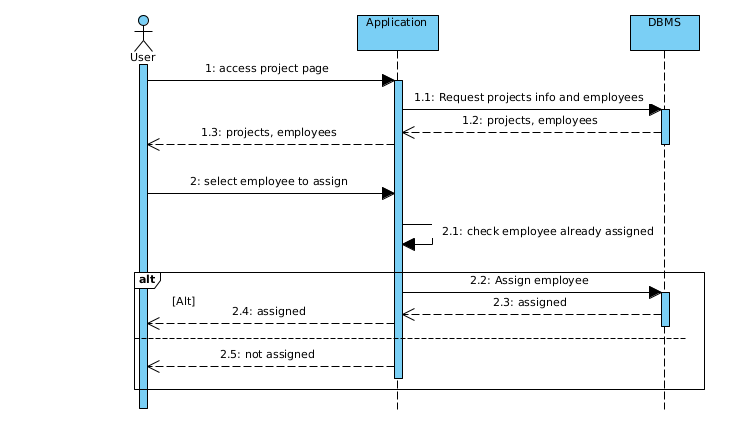 Application
DBMS
User
1: access project page
1.1: Request projects info and employees
1.2: projects, employees
1.3: projects, employees
2: select employee to assign
2.1: check employee already assigned
alt
2.2: Assign employee
[Alt]
2.3: assigned
2.4: assigned
2.5: not assigned